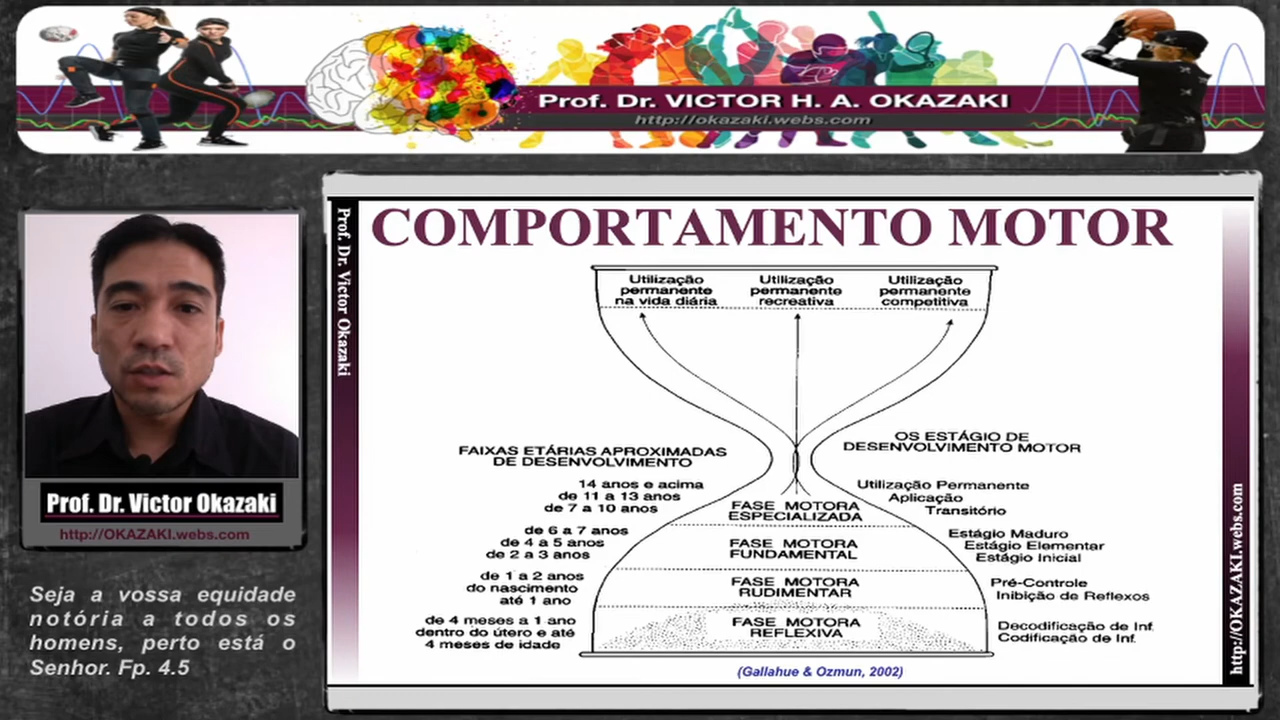 Prof. Dr. VICTOR H. A. OKAZAKI
http://okazaki.webs.com
Prof. Dr. Victor Okazaki
http://OKAZAKI.webs.com
Seja a vossa equidade
notória a todos os
homens, perto está o
Senhor. Fp. 4.5
Prof. Dr. Victor Okazaki
COMPORTAMENTO MOTOR
Utilização
permanente
na vida diária
Utilização
permanente
recreativa
Utilização
permanente
competitiva
FAIXAS ETÁRIAS APROXIMADAS
DE DESENVOLVIMENTO
OS ESTÁGIO DE
DESENVOLVIMENTO MOTOR
14 anos e acima
de 11 a 13 anos
de 7 a 10 anos
FASE MOTORA
ESPECIALIZADA
Utilização Permanente
Aplicação
Transitório
de 6 a 7 anos
de 4 a 5 anos
de 2 a 3 anos
FASE MOTORA
FUNDAMENTAL
Estágio Maduro
Estágio Elementar
Estágio Inicial
de 1 a 2 anos
do nascimento
até 1 ano
FASE MOTORA
RUDIMENTAR
Pré-Controle
Inibição de Reflexos
de 4 meses a 1 ano
dentro do útero e até
4 meses de idade
FASE MOTORA
REFLEXIVA
Decodificação de Inf.
Codificação de Inf.
(Gallahue & Ozmun, 2002)
http://OKAZAKI.webs.com